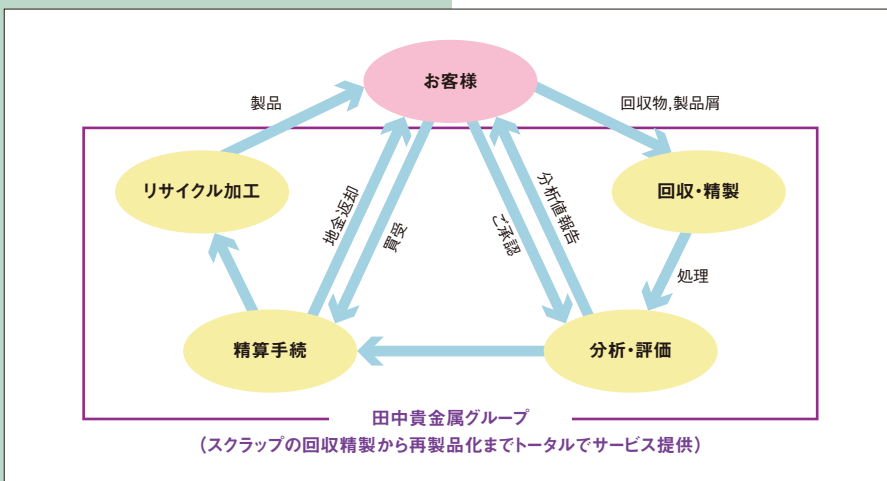 お客様
製品
回収物,製品屑
リサイクル加工
回収・精製
地金返却
買受
ご承認
分析値報告
処理
精算手続
分析・評価
田中貴金属グループ
(スクラップの回収精製から再製品化までトータルでサービス提供)